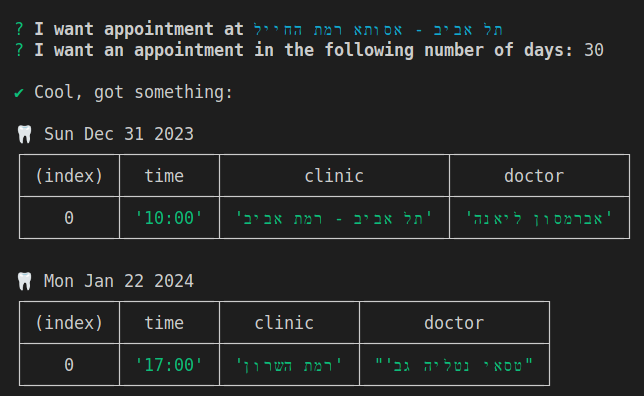 ? I want appointment at תל אביב - אסותא רמת החייל
? I want an appointment in the following number of days: 30
✔ Cool, got something:
🦷 Sun Dec 31 2023
(index) time clinic doctor
0 '10:00' 'תל אביב - רמת אביב' 'אברמסון ליאנה'
🦷 Mon Jan 22 2024
(index) time clinic doctor
0 '17:00' 'רמת השרון' "טסאי נטליה גב'"